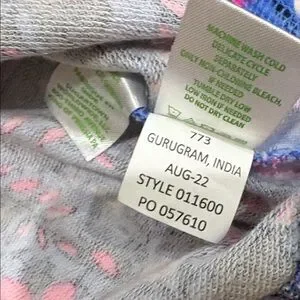 MACHINE WASH COLD
DELICATE CYCLE
SEPARATELY
ONLY NON-CHLORINE BLEACH,
IF NEEDED
TUMBLE DRY LOW
LOW IRON IF NEEDED
DO NOT DRY CLEAN
773
GURUGRAM, INDIA
AUG-22
STYLE 011600
PO 057610